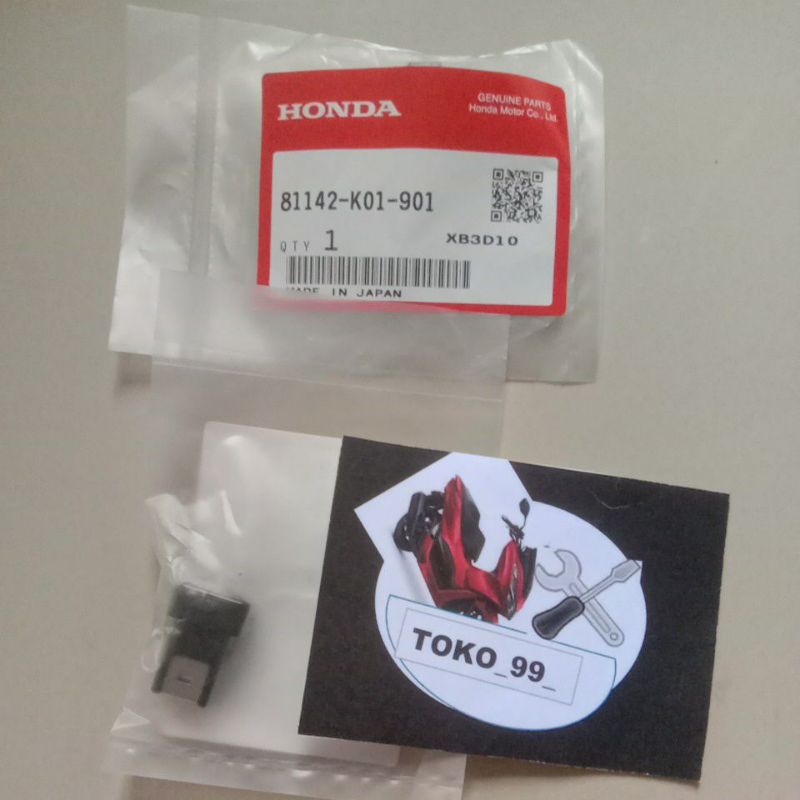 HONDA
GENUINE PARTS
Honda Motor Co., Ltd.
81142-K01-901
QTY 1
XB3D10
MADE IN JAPAN
TOKO_99_